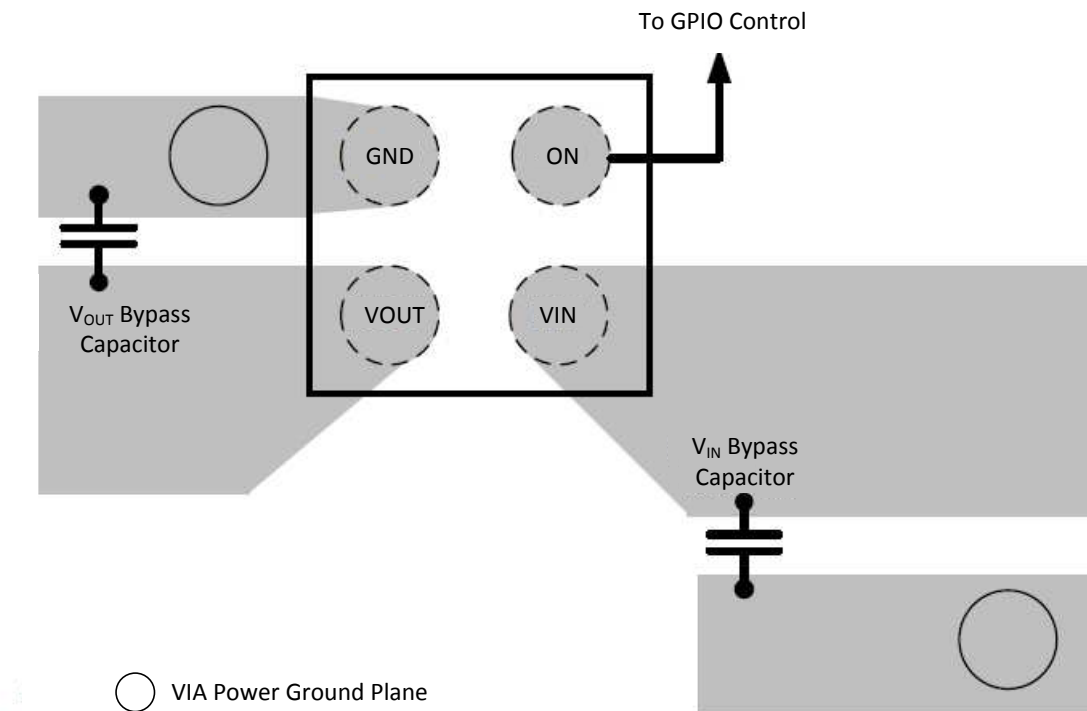 To GPIO Control
GND
ON
VOUT
VIN
VOUT Bypass
Capacitor
VIN Bypass
Capacitor
VIA Power Ground Plane